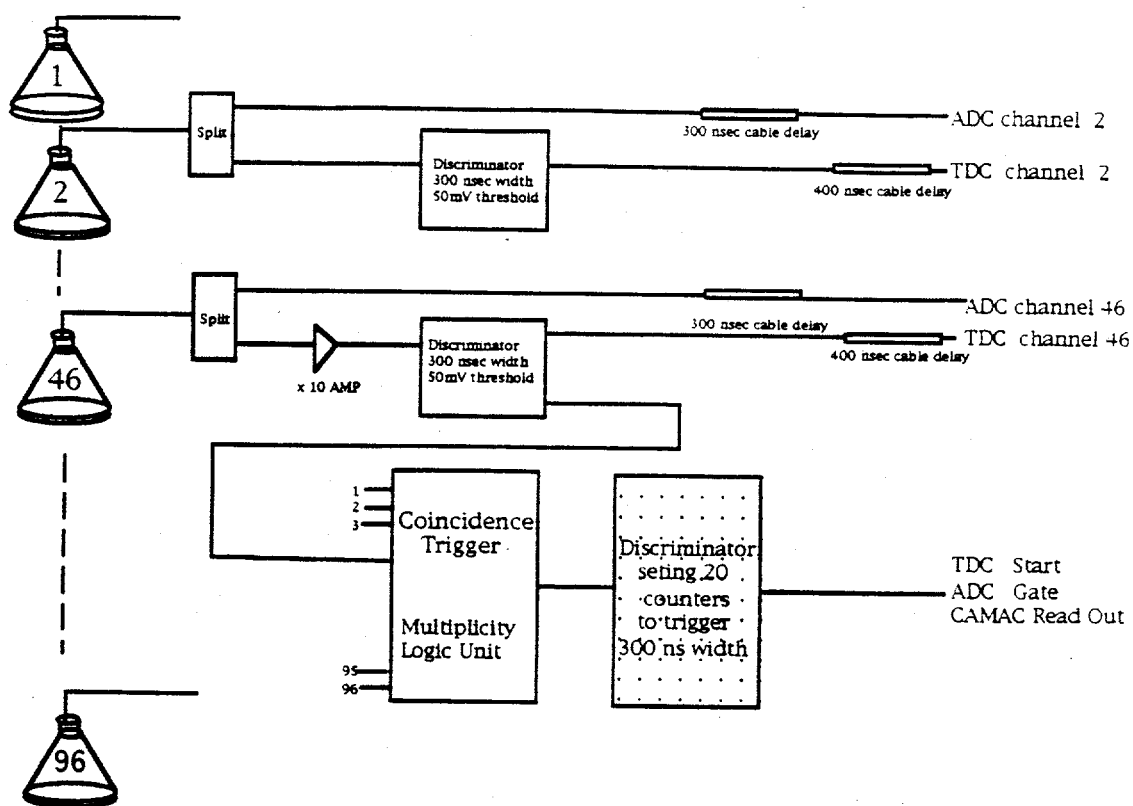 1
Split
300 nsec cable delay
ADC channel 2
2
Discriminator
300 nsec width
50mV threshold
400 nsec cable delay
TDC channel 2
46
Split
x 10 AMP
Discriminator
300 nsec width
50mV threshold
300 nsec cable delay
ADC channel 46
400 nsec cable delay
TDC channel 46
1
2
3
Coincidence
Trigger
Multiplicity
Logic Unit
95
96
Discriminator
seting 20
counters
to trigger
300 ns width
TDC Start
ADC Gate
CAMAC Read Out
96